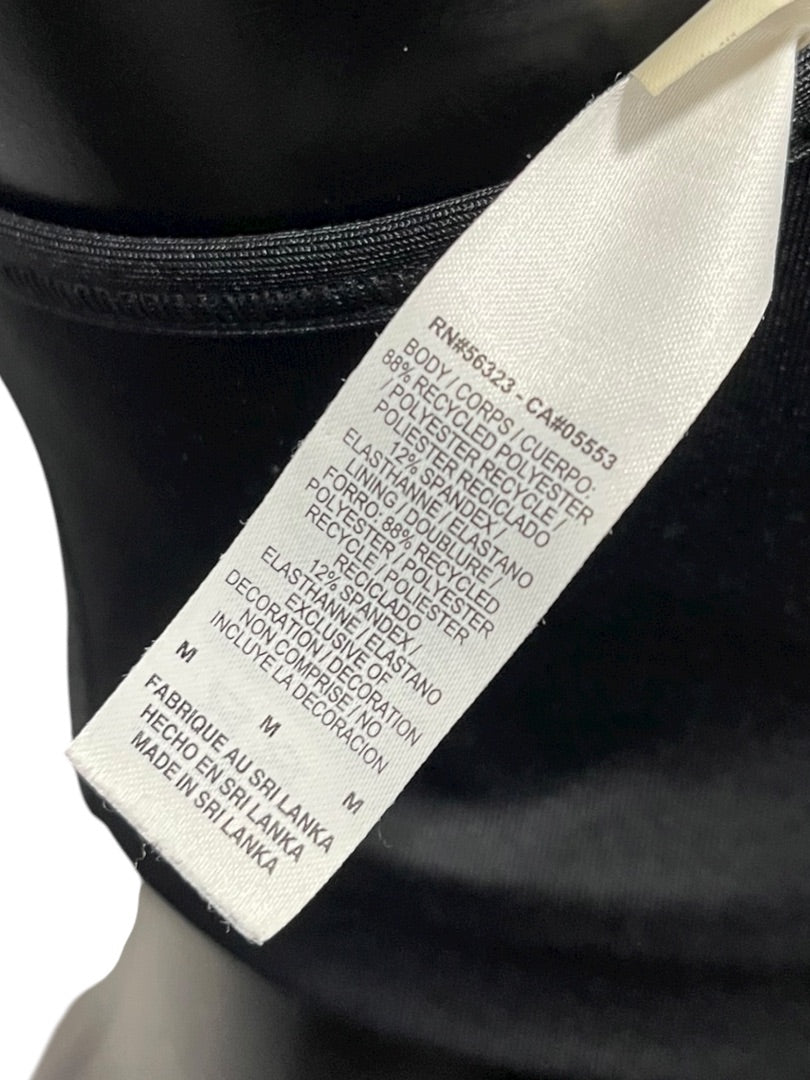 RN#56323 - CA#05553
BODY / CORPS / CUERPO:
88% RECYCLED POLYESTER
/ POLYESTER RECYCLE /
POLIESTER RECICLADO
12% SPANDEX /
ELASTHANNE / ELASTANO
LINING / DOUBLURE /
FORRO: 88% RECYCLED
POLYESTER / POLYESTER
RECYCLE / POLIESTER
RECICLADO
12% SPANDEX /
ELASTHANNE / ELASTANO
EXCLUSIVE OF
DECORATION / DECORATION
NON COMPRISE / NO
INCLUYE LA DECORACION
M M M
FABRIQUE AU SRI LANKA
HECHO EN SRI LANKA
MADE IN SRI LANKA